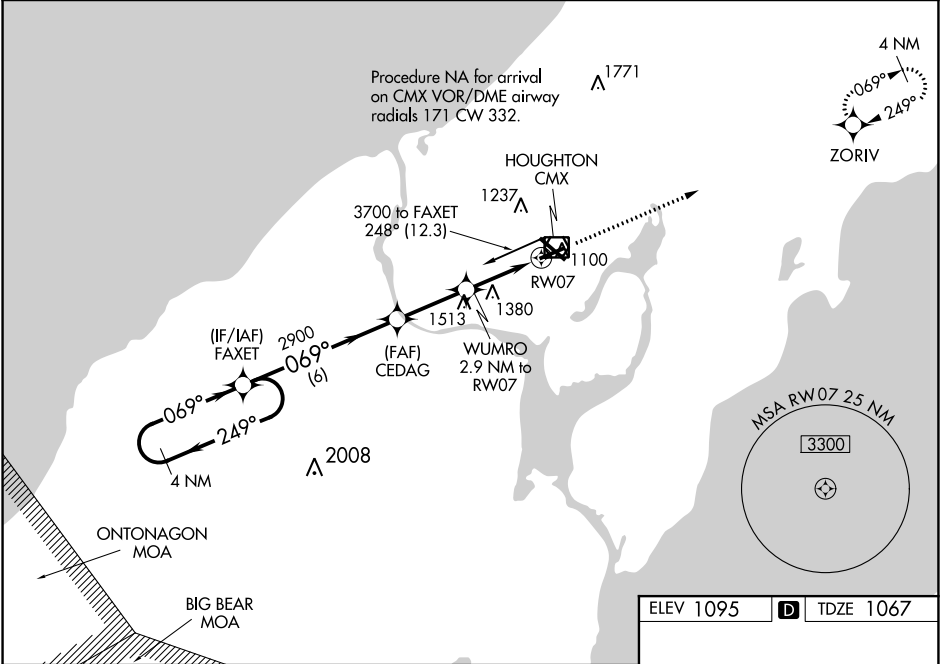 4 NM
069°
249°
ZORIV
1771
Procedure NA for arrival
on CMX VOR/DME airway
radials 171 CW 332.
HOUGHTON
CMX
1237
3700 to FAXET
248° (12.3)
1100
RW07
1380
1513
WUMRO
2.9 NM to
RW07
(FAF)
CEDAG
(IF/IAF)
FAXET
2900
069°
(6)
069°
249°
4 NM
2008
MSA RW07 25 NM
3300
ONTONAGON
MOA
BIG BEAR
MOA
ELEV 1095 D TDZE 1067